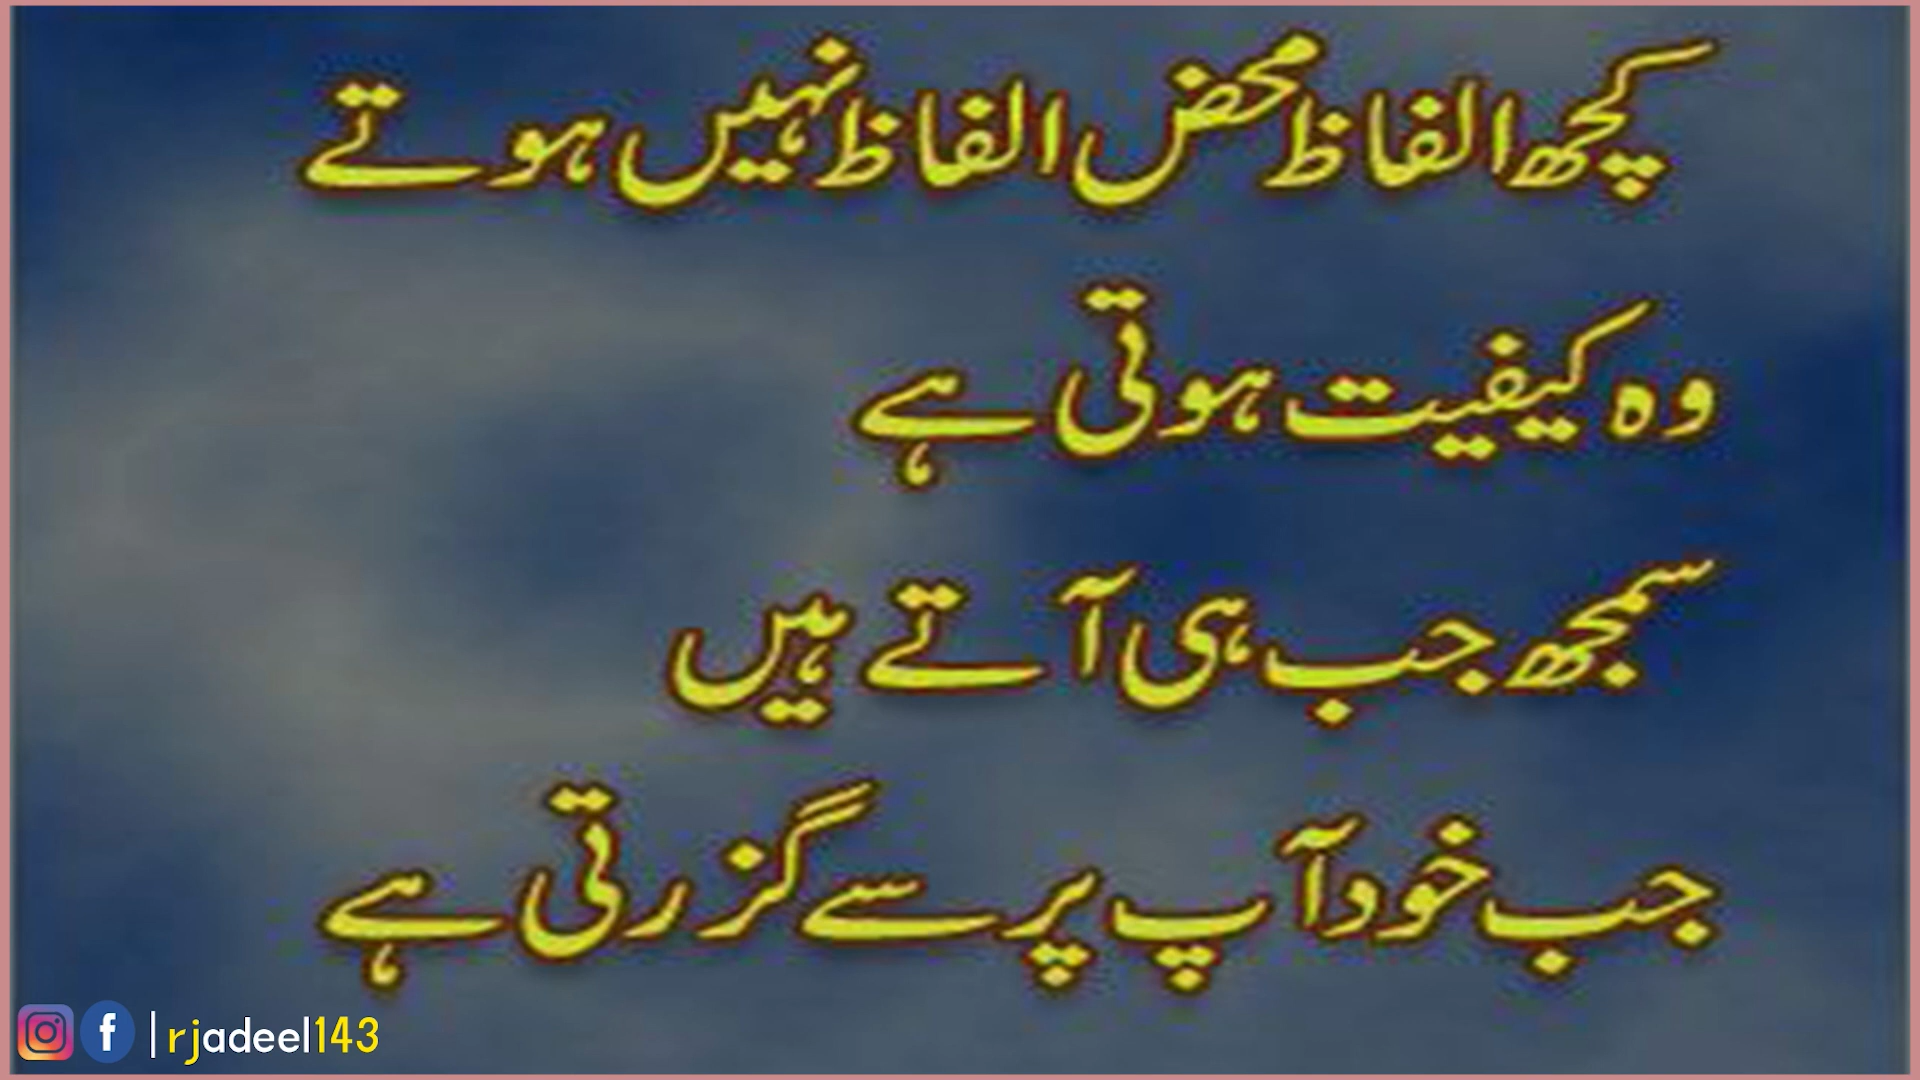 کچھ الفاظ محض الفاظ نہیں ہوتے
وہ کیفیت ہوتی ہے
سمجھ جب ہی آتے ہیں
جب خود آپ پر سے گزرتی ہے
|rjadeel143